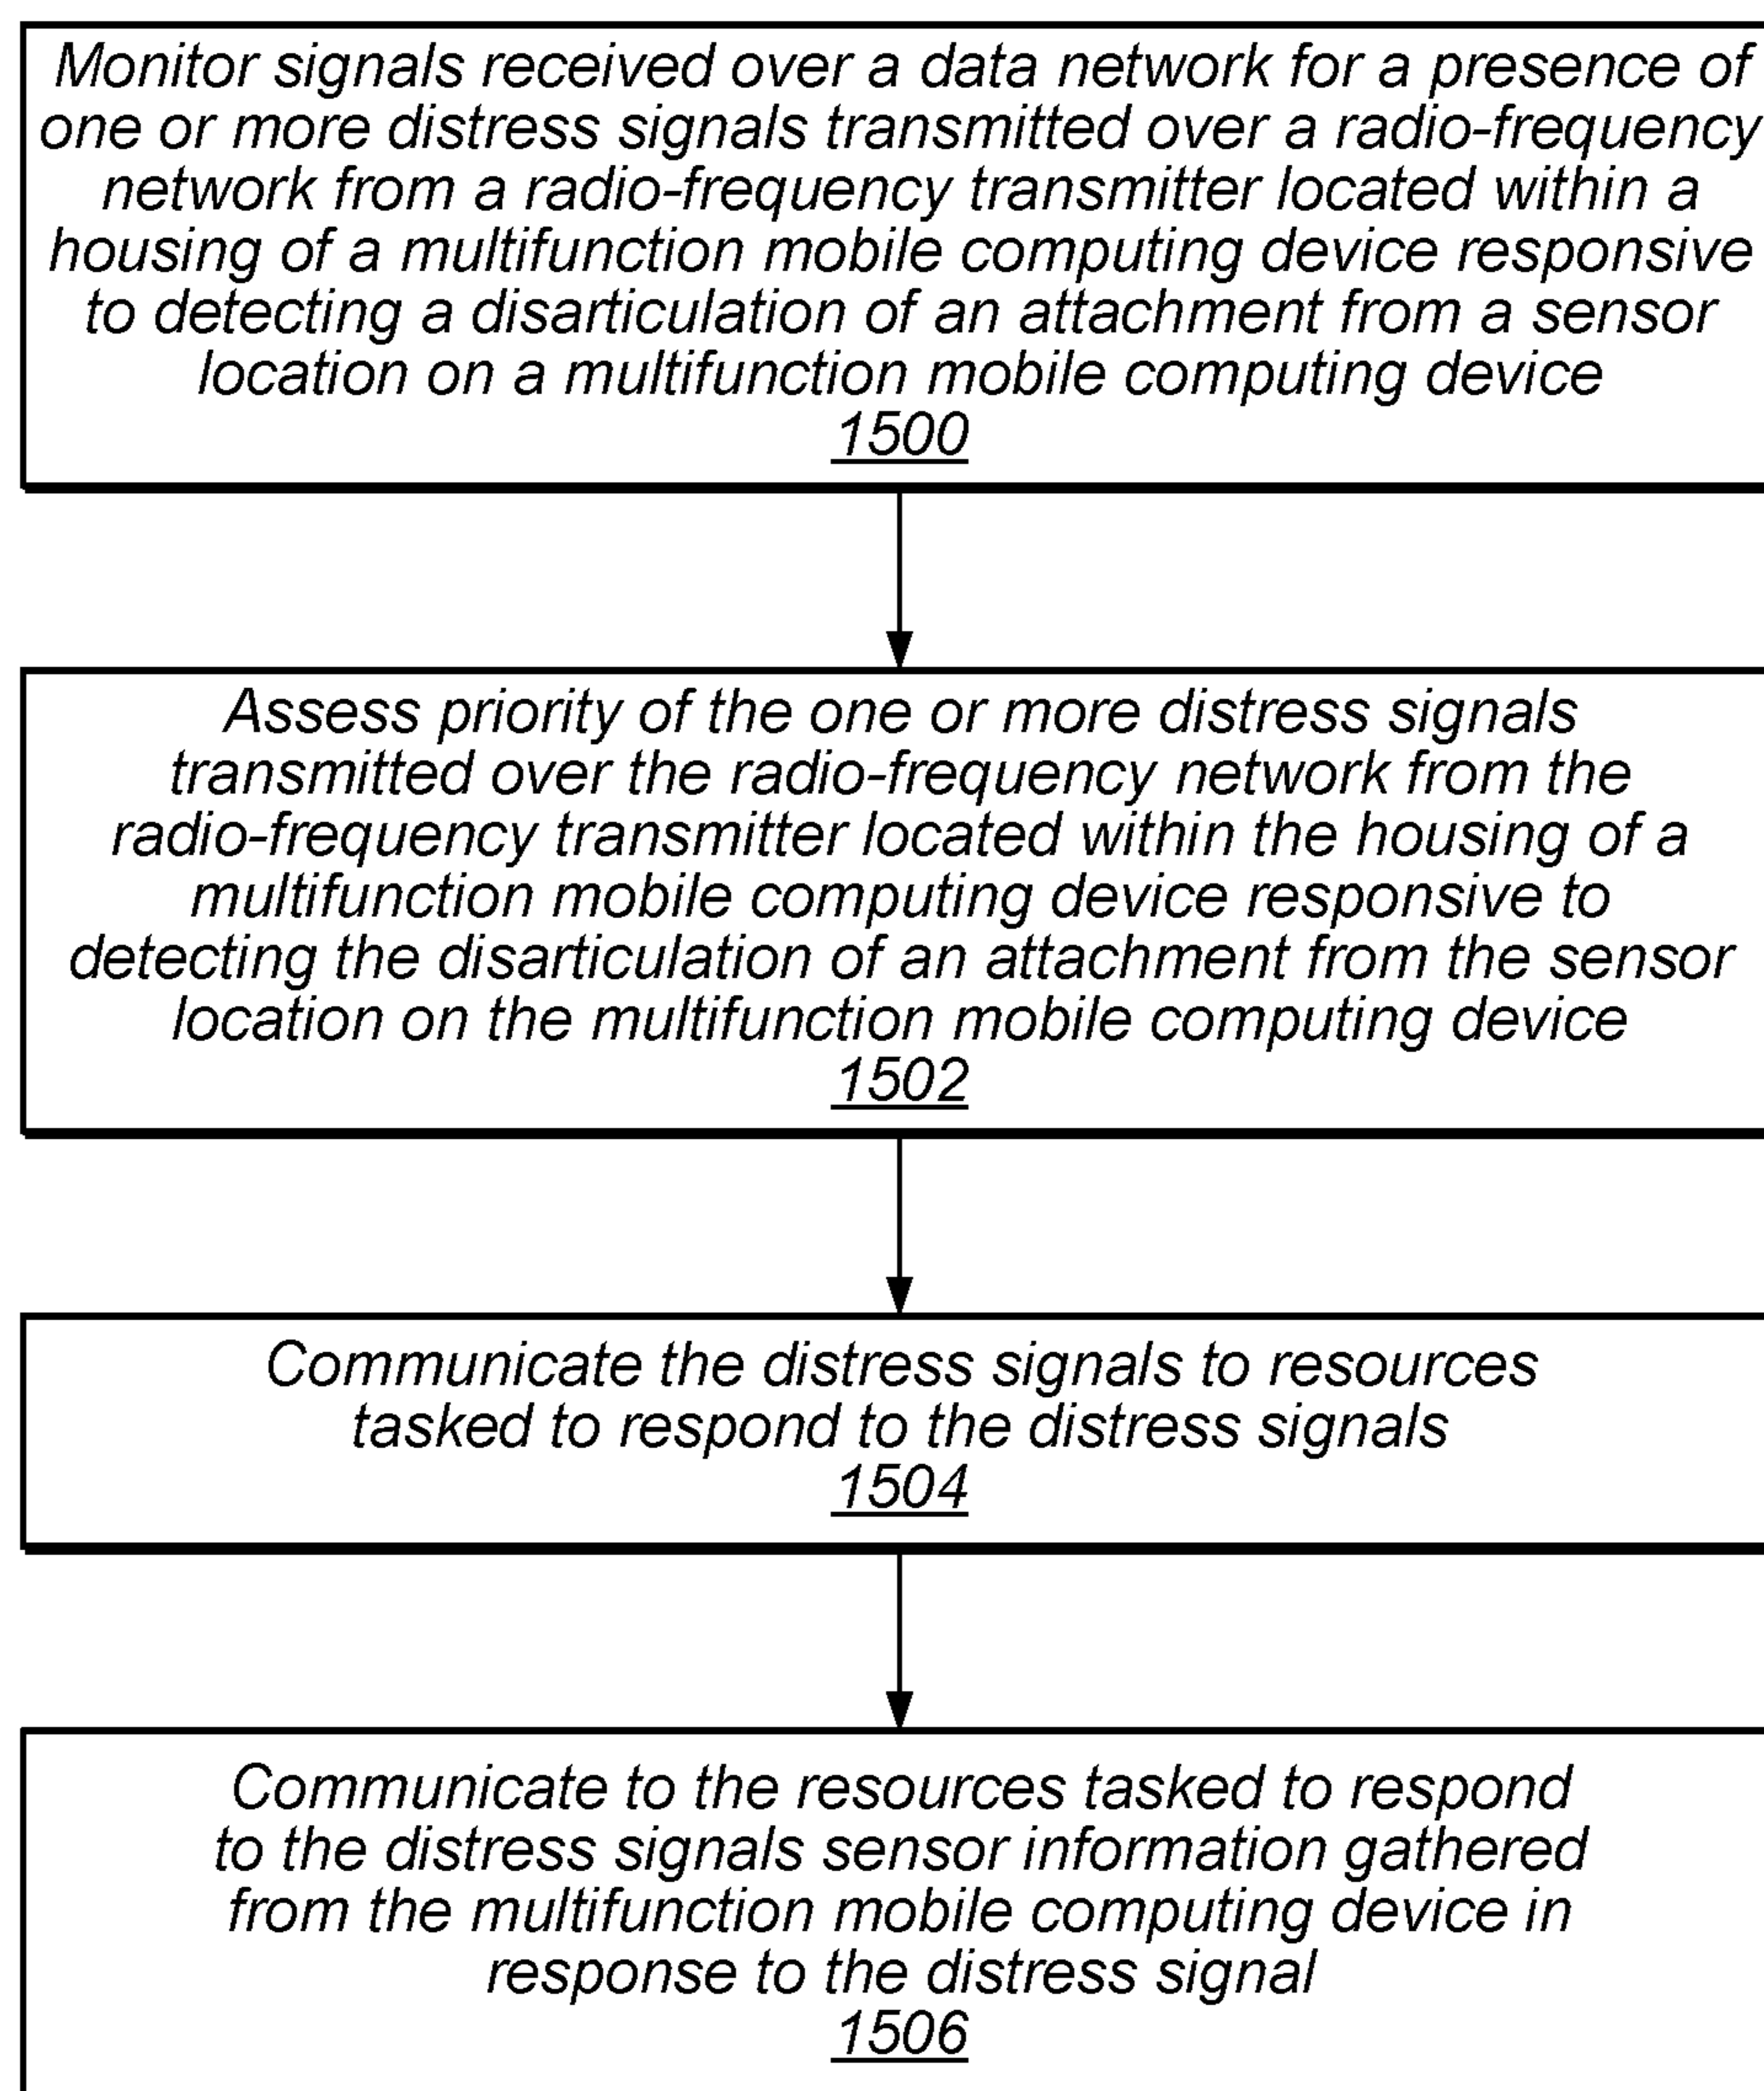 Monitor signals received over a data network for a presence of
one or more distress signals transmitted over a radio-frequency
network from a radio-frequency transmitter located within a
housing of a multifunction mobile computing device responsive
to detecting a disarticulation of an attachment from a sensor
location on a multifunction mobile computing device
1500
Assess priority of the one or more distress signals
transmitted over the radio-frequency network from the
radio-frequency transmitter located within the housing of a
multifunction mobile computing device responsive to
detecting the disarticulation of an attachment from the sensor
location on the multifunction mobile computing device
1502
Communicate the distress signals to resources
tasked to respond to the distress signals
1504
Communicate to the resources tasked to respond
to the distress signals sensor information gathered
from the multifunction mobile computing device in
response to the distress signal
1506